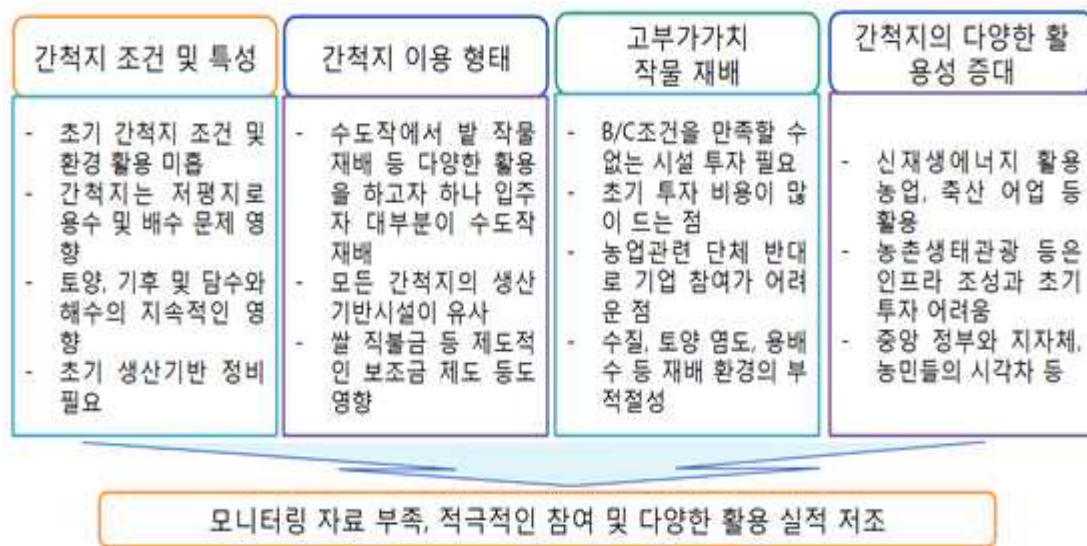 간척지 조건 및 특성
- 초기 간척지 조건 및
환경 활용 미흡
- 간척지는 저평지로
용수 및 배수 문제 영
향
- 토양, 기후 및 담수와
해수의 지속적인 영
향
- 초기 생산기반 정비
필요
간척지 이용 형태
- 수도작에서 밭 작물
재배 등 다양한 활용
을 하고자 하나 입주
자 대부분이 수도작
재배
- 모든 간척지의 생산
기반시설이 유사
- 쌀 직불금 등 제도적
인 보조금 제도 등도
영향
고부가가치
작물 재배
- B/C조건을 만족할 수
없는 시설 투자 필요
- 초기 투자 비용이 많
이 드는 점
- 농업관련 단체 반대
로 기업 참여가 어려
운 점
- 수질, 토양 염도, 용배
수 등 재배 환경의 부
적절성
간척지의 다양한 활
용성 증대
- 신재생에너지 활용
농업, 축산 어업 등
활용
- 농촌생태관광 등은
인프라 조성과 초기
투자 어려움
- 중앙 정부와 지자체,
농민들의 시각차 등
모니터링 자료 부족, 적극적인 참여 및 다양한 활용 실적 저조